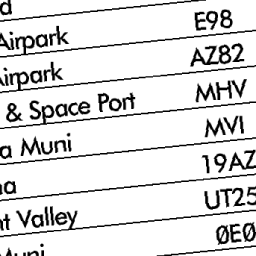 d
Airpark E98
Airpark AZ82
& Space Port MHV
a Muni MVI
na 19AZ
nt Valley UT25
Muni ØEØ